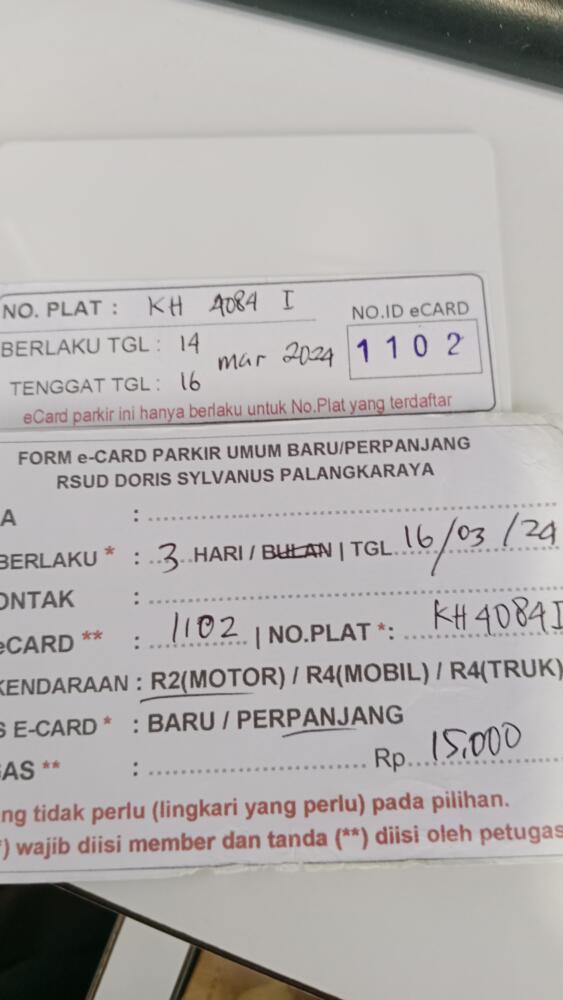 NO. PLAT : KH 4084 I
NO.ID eCARD
BERLAKU TGL : 14 mar 2024
1102
TENGGAT TGL : 16
eCard parkir ini hanya berlaku untuk No.Plat yang terdaftar
FORM e-CARD PARKIR UMUM BARU/PERPANJANG
RSUD DORIS SYLVANUS PALANGKARAYA
A :
BERLAKU * : 3 HARI / BULAN | TGL 16/03/24
ONTAK :
eCARD ** : 1102 | NO.PLAT *: KH 4084 I
KENDARAAN : R2(MOTOR) / R4(MOBIL) / R4(TRUK)
S E-CARD * : BARU / PERPANJANG
GAS ** : Rp. 15.000
ng tidak perlu (lingkari yang perlu) pada pilihan.
*) wajib diisi member dan tanda (**) diisi oleh petugas